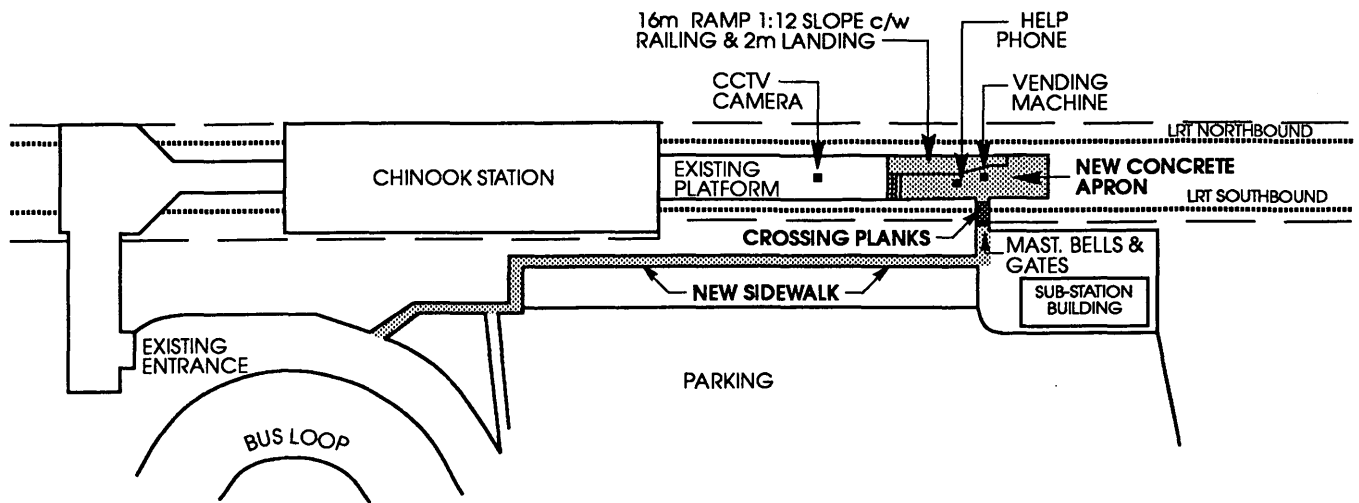 16m RAMP 1:12 SLOPE c/w
RAILING & 2m LANDING
HELP
PHONE
CCTV
CAMERA
VENDING
MACHINE
LRT NORTHBOUND
CHINOOK STATION
EXISTING
PLATFORM
NEW CONCRETE
APRON
LRT SOUTHBOUND
CROSSING PLANKS
MAST. BELLS &
GATES
NEW SIDEWALK
SUB-STATION
BUILDING
EXISTING
ENTRANCE
PARKING
BUS LOOP